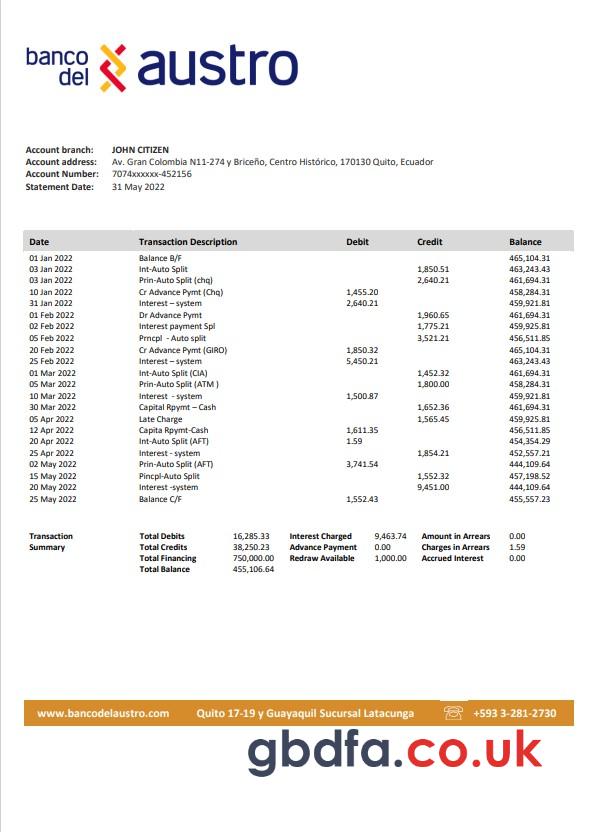 banco
del austro
Account branch: JOHN CITIZEN
Account address: Av. Gran Colombia N11-274 y Briceño, Centro Histórico, 170130 Quito, Ecuador
Account Number: 7074xxxxxx-452156
Statement Date: 31 May 2022
Date Transaction Description Debit Credit Balance
01 Jan 2022 Balance B/F 465,104.31
03 Jan 2022 Int-Auto Split 1,850.51 463,243.43
03 Jan 2022 Prin-Auto Split (chq) 2,640.21 461,694.31
10 Jan 2022 Cr Advance Pymt (Chq) 1,455.20 458,284.31
31 Jan 2022 Interest – system 2,640.21 459,921.81
01 Feb 2022 Dr Advance Pymt 1,960.65 461,694.31
02 Feb 2022 Interest payment Spl 1,775.21 459,925.81
05 Feb 2022 Prncpl - Auto split 3,521.21 456,511.85
20 Feb 2022 Cr Advance Pymt (GIRO) 1,850.32 465,104.31
25 Feb 2022 Interest – system 5,450.21 463,243.43
01 Mar 2022 Int-Auto Split (CIA) 1,452.32 461,694.31
05 Mar 2022 Prin-Auto Split (ATM ) 1,800.00 458,284.31
10 Mar 2022 Interest - system 1,500.87 459,921.81
30 Mar 2022 Capital Rpymt – Cash 1,652.36 461,694.31
05 Apr 2022 Late Charge 1,565.45 459,925.81
12 Apr 2022 Capita Rpymt-Cash 1,611.35 456,511.85
20 Apr 2022 Int-Auto Split (AFT) 1.59 454,354.29
25 Apr 2022 Interest - system 1,854.21 452,557.21
02 May 2022 Prin-Auto Split (AFT) 3,741.54 444,109.64
15 May 2022 Pincpl-Auto Split 1,552.32 457,198.52
20 May 2022 Interest -system 9,451.00 444,109.64
25 May 2022 Balance C/F 1,552.43 455,557.23
Transaction Total Debits 16,285.33 Interest Charged 9,463.74 Amount in Arrears 0.00
Summary Total Credits 38,250.23 Advance Payment 0.00 Charges in Arrears 1.59
Total Financing 750,000.00 Redraw Available 1,000.00 Accrued Interest 0.00
Total Balance 455,106.64
www.bancodelaustro.com Quito 17-19 y Guayaquil Sucursal Latacunga +593 3-281-2730
gbdfa.co.uk